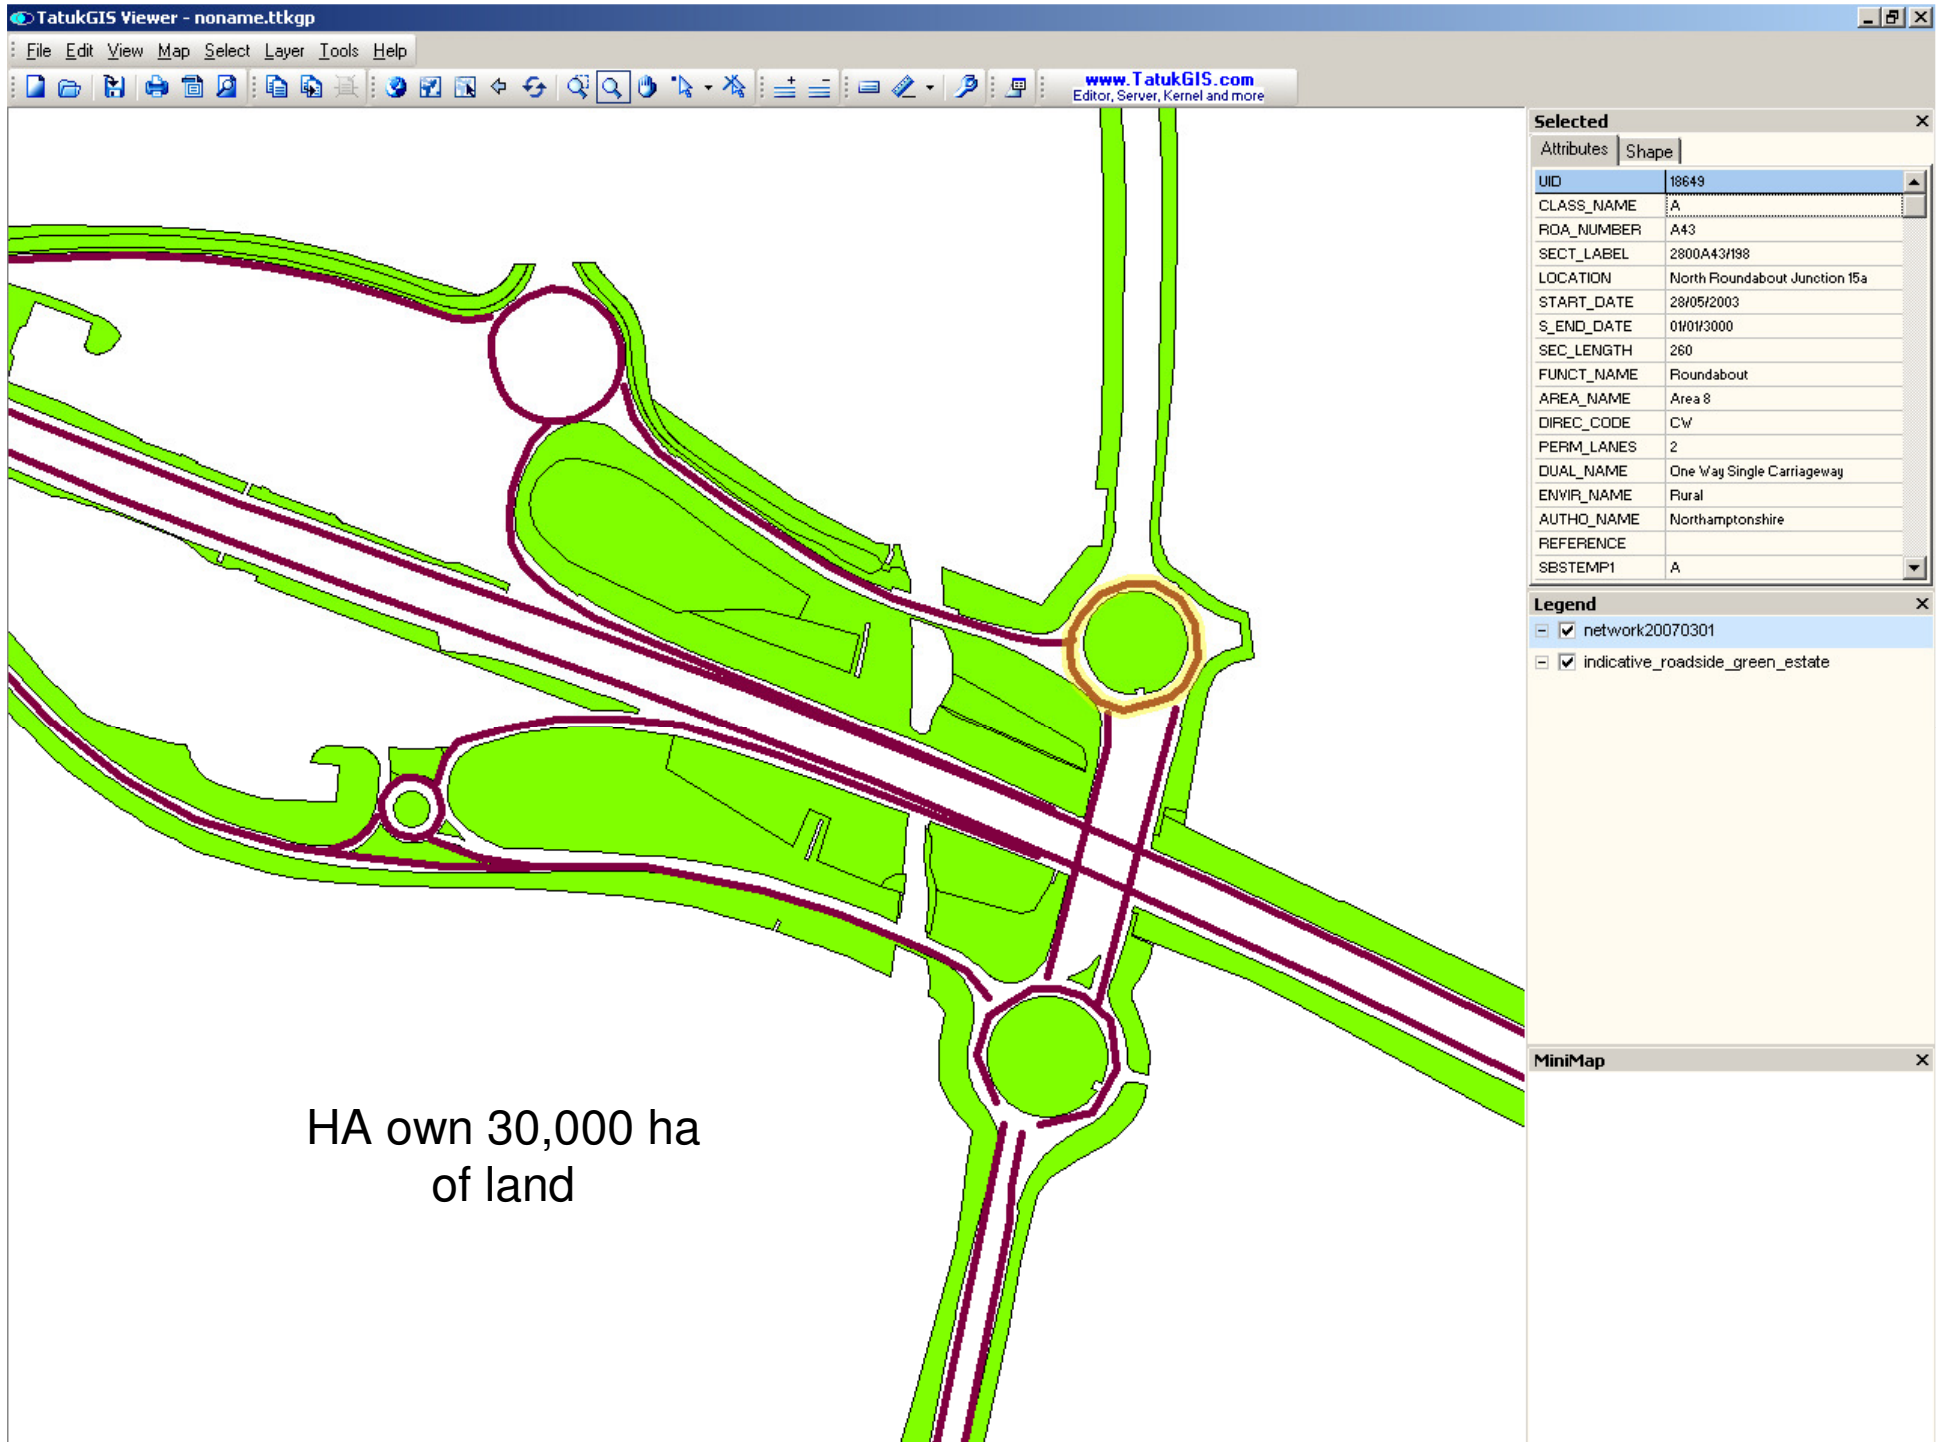 TatukGIS Viewer - noname.ttkgp
File Edit View Map Select Layer Tools Help
www.TatukGIS.com
Editor, Server, Kernel and more
Selected
Attributes Shape
UID 18649
CLASS_NAME A
ROA_NUMBER A43
SECT_LABEL 2800A43/198
LOCATION North Roundabout Junction 15a
START_DATE 28/05/2003
S_END_DATE 01/01/3000
SEC_LENGTH 260
FUNCT_NAME Roundabout
AREA_NAME Area 8
DIREC_CODE CW
PERM_LANES 2
DUAL_NAME One Way Single Carriageway
ENVIR_NAME Rural
AUTHO_NAME Northamptonshire
REFERENCE
SBSTEMP1 A
Legend
network20070301
indicative_roadside_green_estate
MiniMap
HA own 30,000 ha
of land